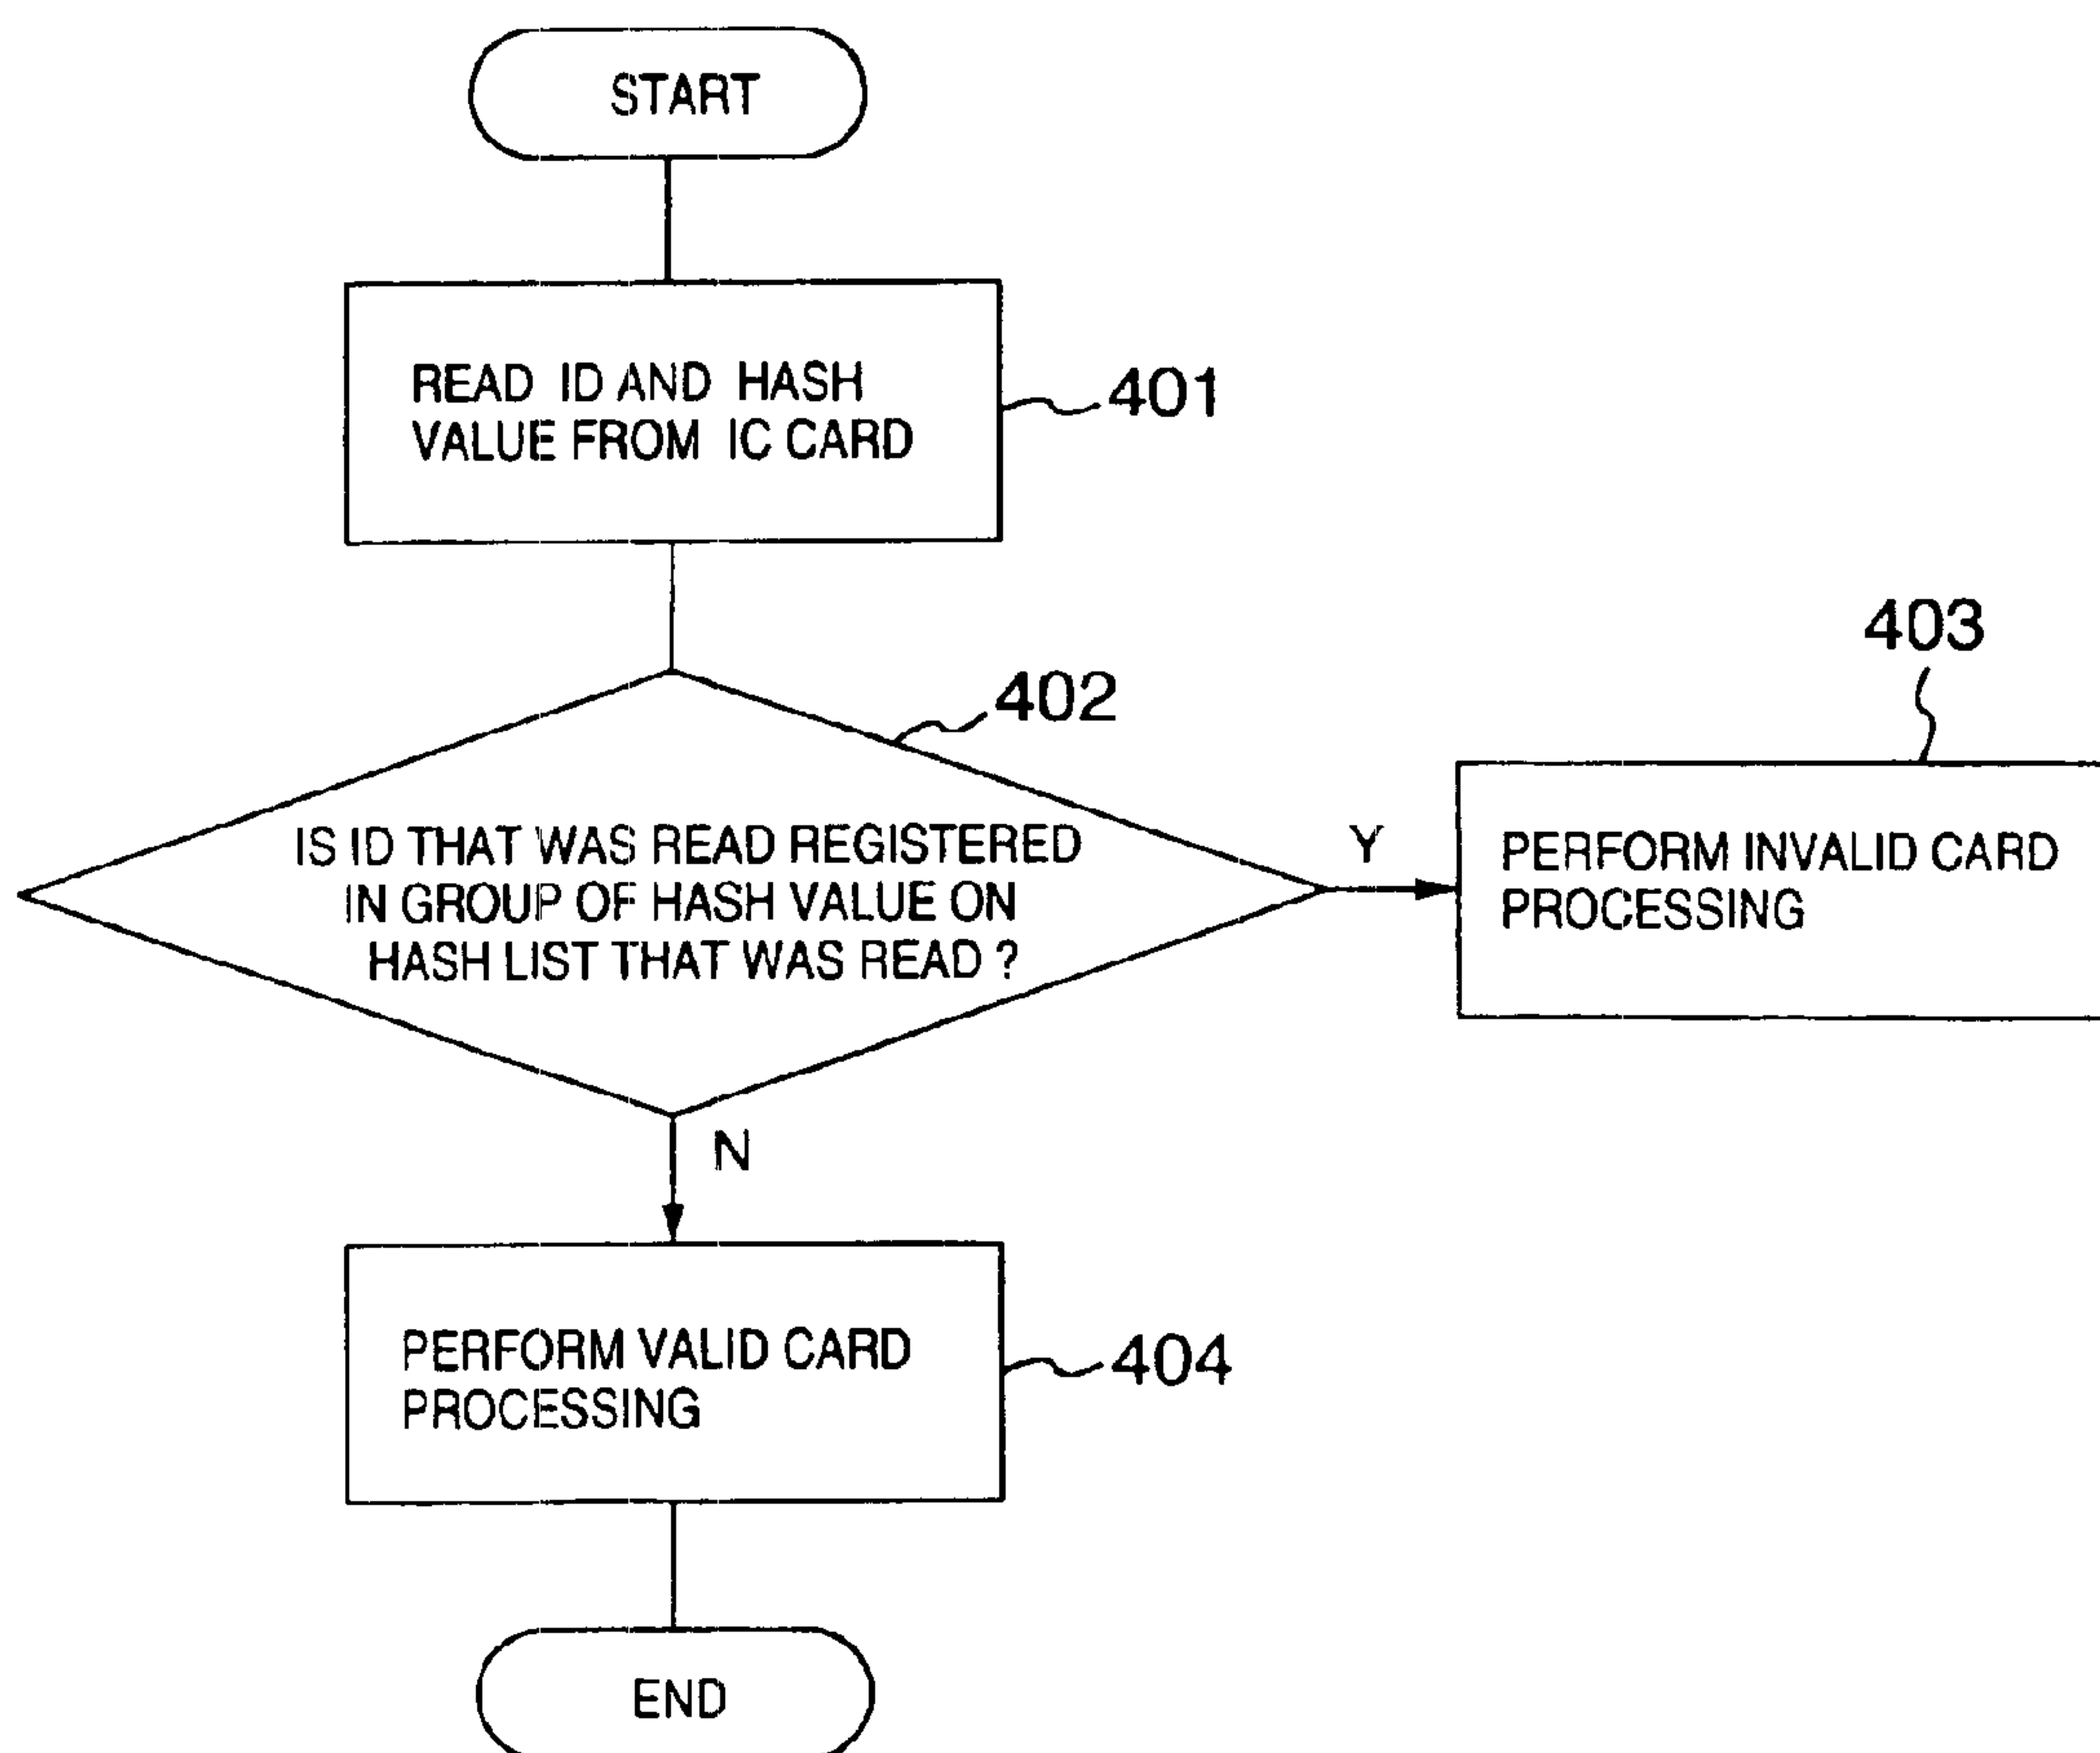 START
READ ID AND HASH
VALUE FROM IC CARD
401
402
403
IS ID THAT WAS READ REGISTERED
IN GROUP OF HASH VALUE ON
HASH LIST THAT WAS READ ?
Y
PERFORM INVALID CARD
PROCESSING
N
PERFORM VALID CARD
PROCESSING
404
END